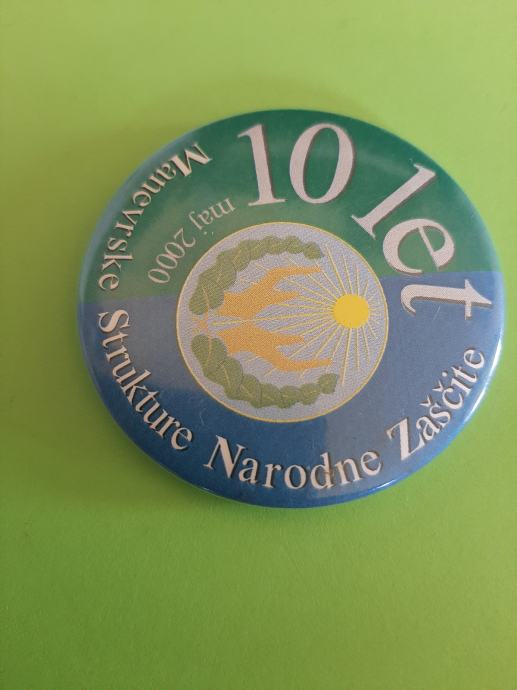 10 let
Manevrske Strukture Narodne Zaščite
maj 2000